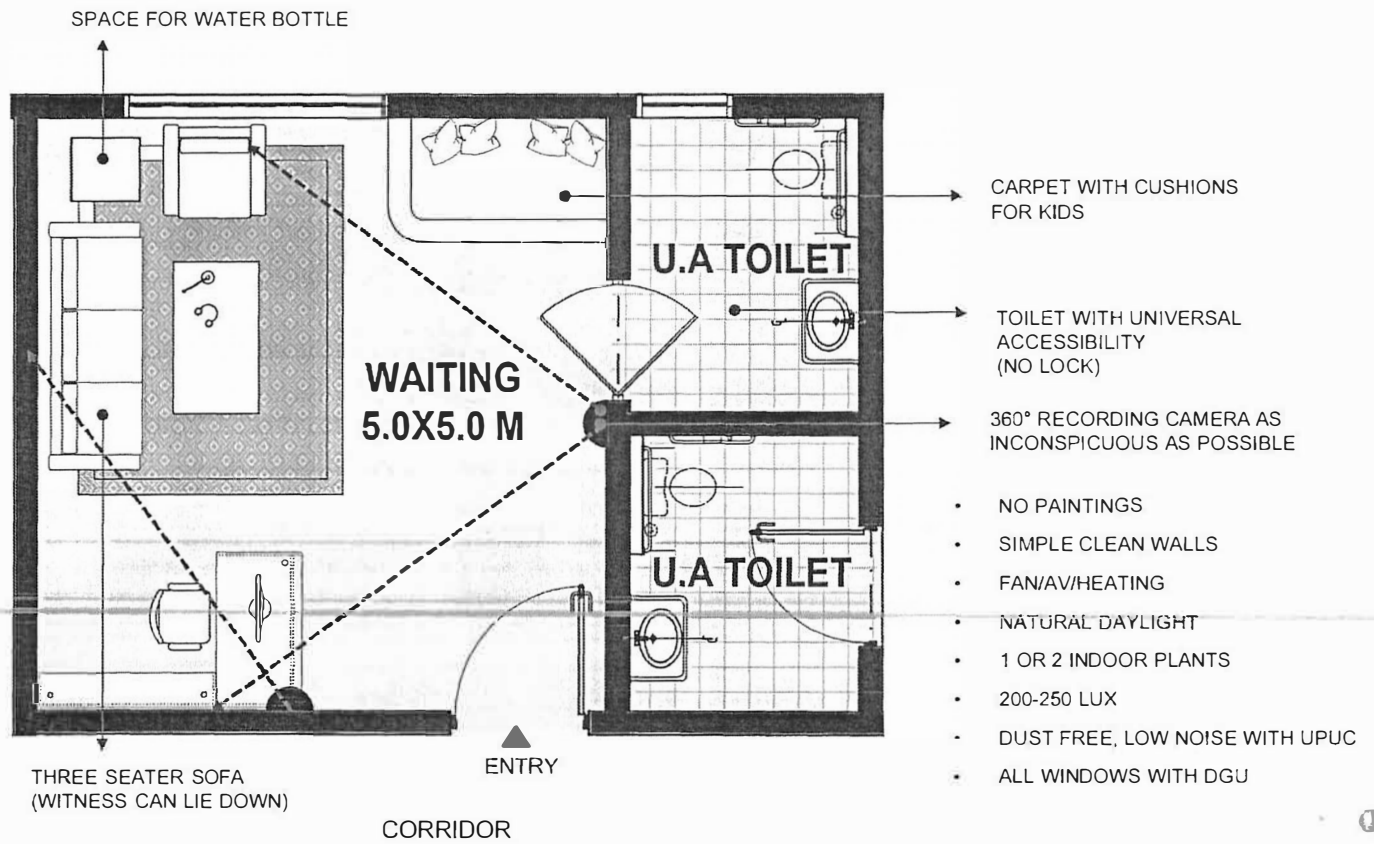 SPACE FOR WATER BOTTLE
CARPET WITH CUSHIONS
FOR KIDS
U.A TOILET
TOILET WITH UNIVERSAL
ACCESSIBILITY
(NO LOCK)
WAITING
5.0X5.0 M
360° RECORDING CAMERA AS
INCONSPICUOUS AS POSSIBLE
• NO PAINTINGS
• SIMPLE CLEAN WALLS
U.A TOILET
• FAN/AV/HEATING
• NATURAL DAYLIGHT
• 1 OR 2 INDOOR PLANTS
• 200-250 LUX
• DUST FREE, LOW NOISE WITH UPUC
• ALL WINDOWS WITH DGU
ENTRY
THREE SEATER SOFA
(WITNESS CAN LIE DOWN)
CORRIDOR